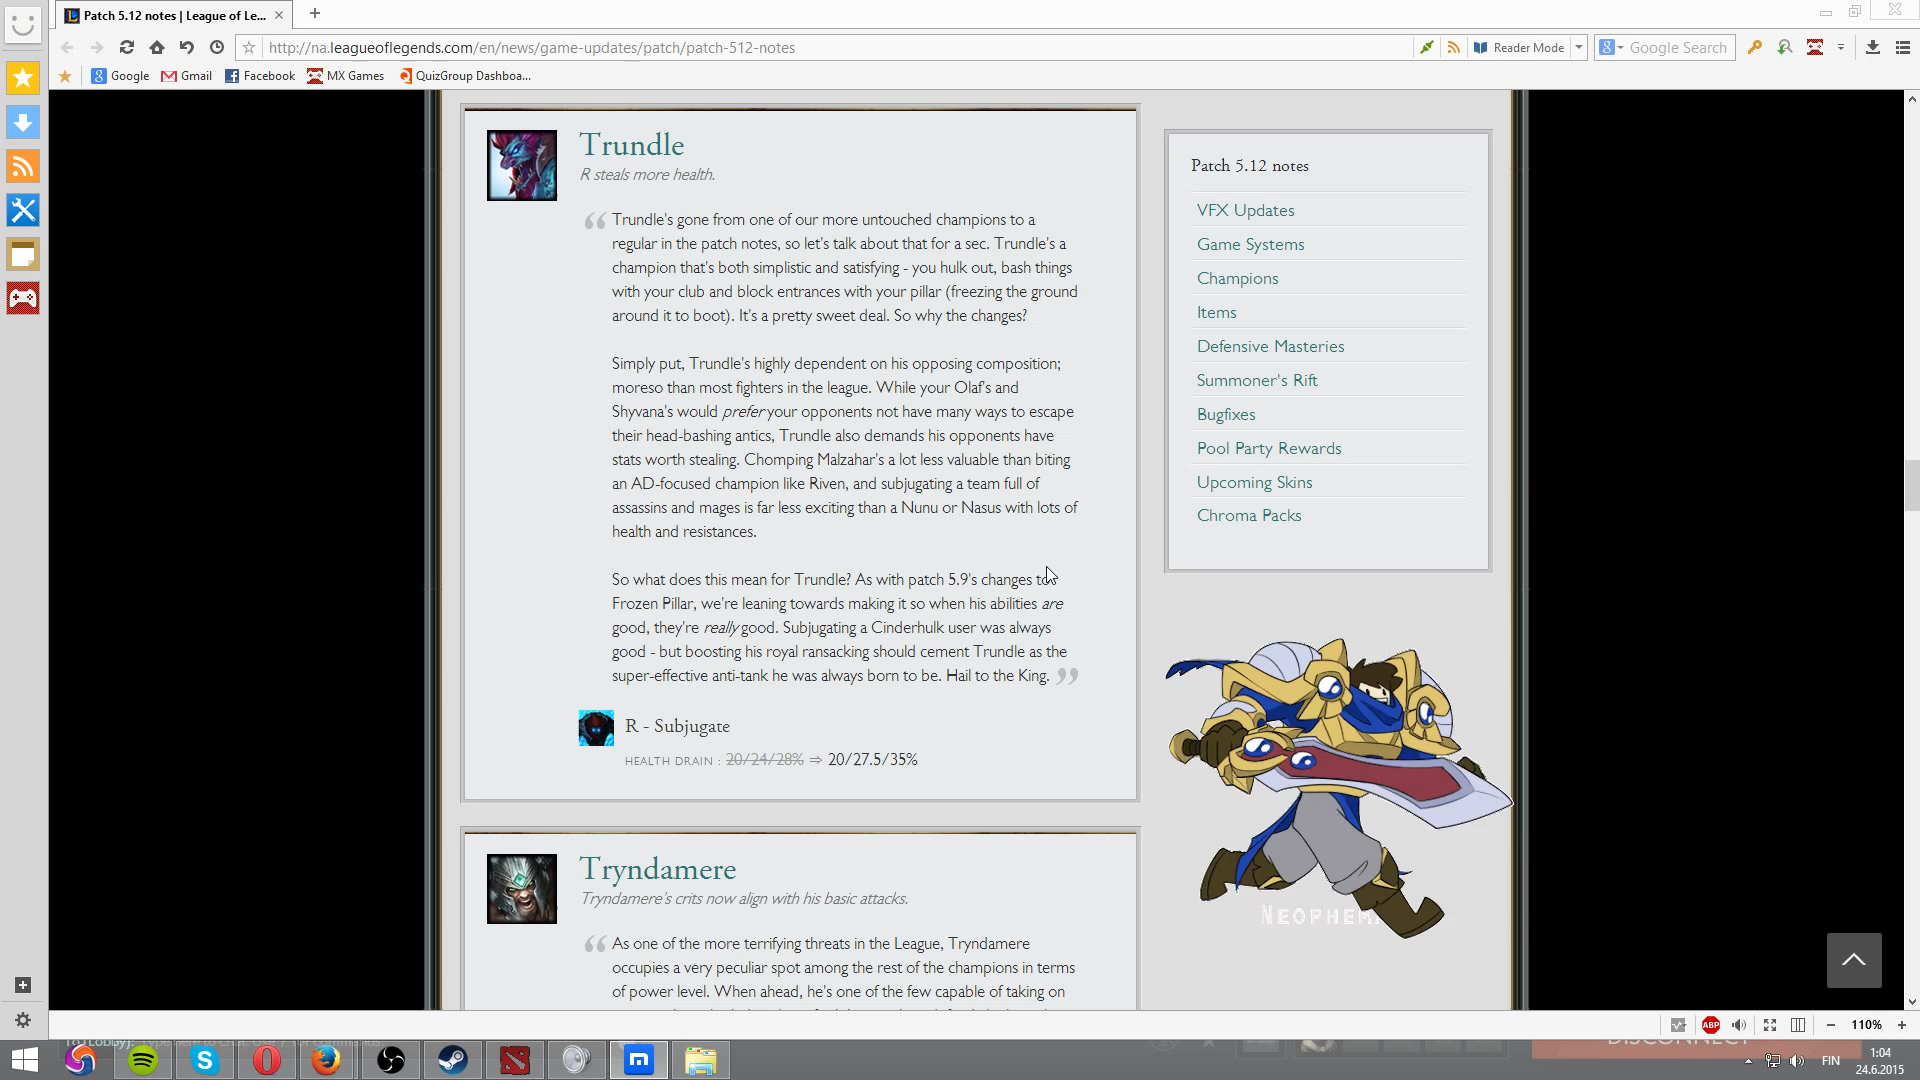 Patch 5.12 notes | League of Le...
http://na.leagueoflegends.com/en/news/game-updates/patch/patch-512-notes
Reader Mode
Google Search
Google
Gmail
Facebook
MX Games
QuizGroup Dashboa...
Trundle
R steals more health.
“ Trundle's gone from one of our more untouched champions to a
regular in the patch notes, so let's talk about that for a sec. Trundle's a
champion that's both simplistic and satisfying - you hulk out, bash things
with your club and block entrances with your pillar (freezing the ground
around it to boot). It's a pretty sweet deal. So why the changes?
Simply put, Trundle's highly dependent on his opposing composition;
moreso than most fighters in the league. While your Olaf's and
Shyvana's would prefer your opponents not have many ways to escape
their head-bashing antics, Trundle also demands his opponents have
stats worth stealing. Chomping Malzahar's a lot less valuable than biting
an AD-focused champion like Riven, and subjugating a team full of
assassins and mages is far less exciting than a Nunu or Nasus with lots of
health and resistances.
So what does this mean for Trundle? As with patch 5.9's changes to
Frozen Pillar, we're leaning towards making it so when his abilities are
good, they're really good. Subjugating a Cinderhulk user was always
good - but boosting his royal ransacking should cement Trundle as the
super-effective anti-tank he was always born to be. Hail to the King. ”
R - Subjugate
HEALTH DRAIN : 20/24/28% ⇒ 20/27.5/35%
Tryndamere
Tryndamere's crits now align with his basic attacks.
“ As one of the more terrifying threats in the League, Tryndamere
occupies a very peculiar spot among the rest of the champions in terms
of power level. When ahead, he's one of the few capable of taking on
Patch 5.12 notes
VFX Updates
Game Systems
Champions
Items
Defensive Masteries
Summoner's Rift
Bugfixes
Pool Party Rewards
Upcoming Skins
Chroma Packs
ABP
110%
DISCONNECT
FIN
1:04
24.6.2015